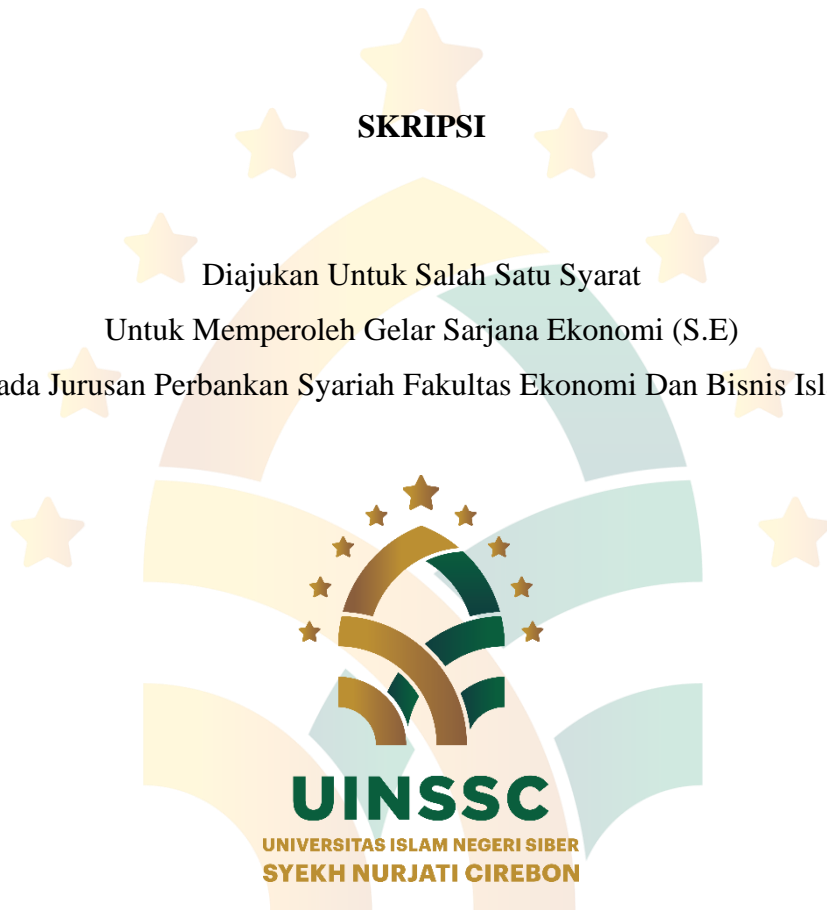 SKRIPSI
Diajukan Untuk Salah Satu Syarat
Untuk Memperoleh Gelar Sarjana Ekonomi (S.E)
ada Jurusan Perbankan Syariah Fakultas Ekonomi Dan Bisnis Isl
UINSSC
UNIVERSITAS ISLAM NEGERI SIBER
SYEKH NURJATI CIREBON